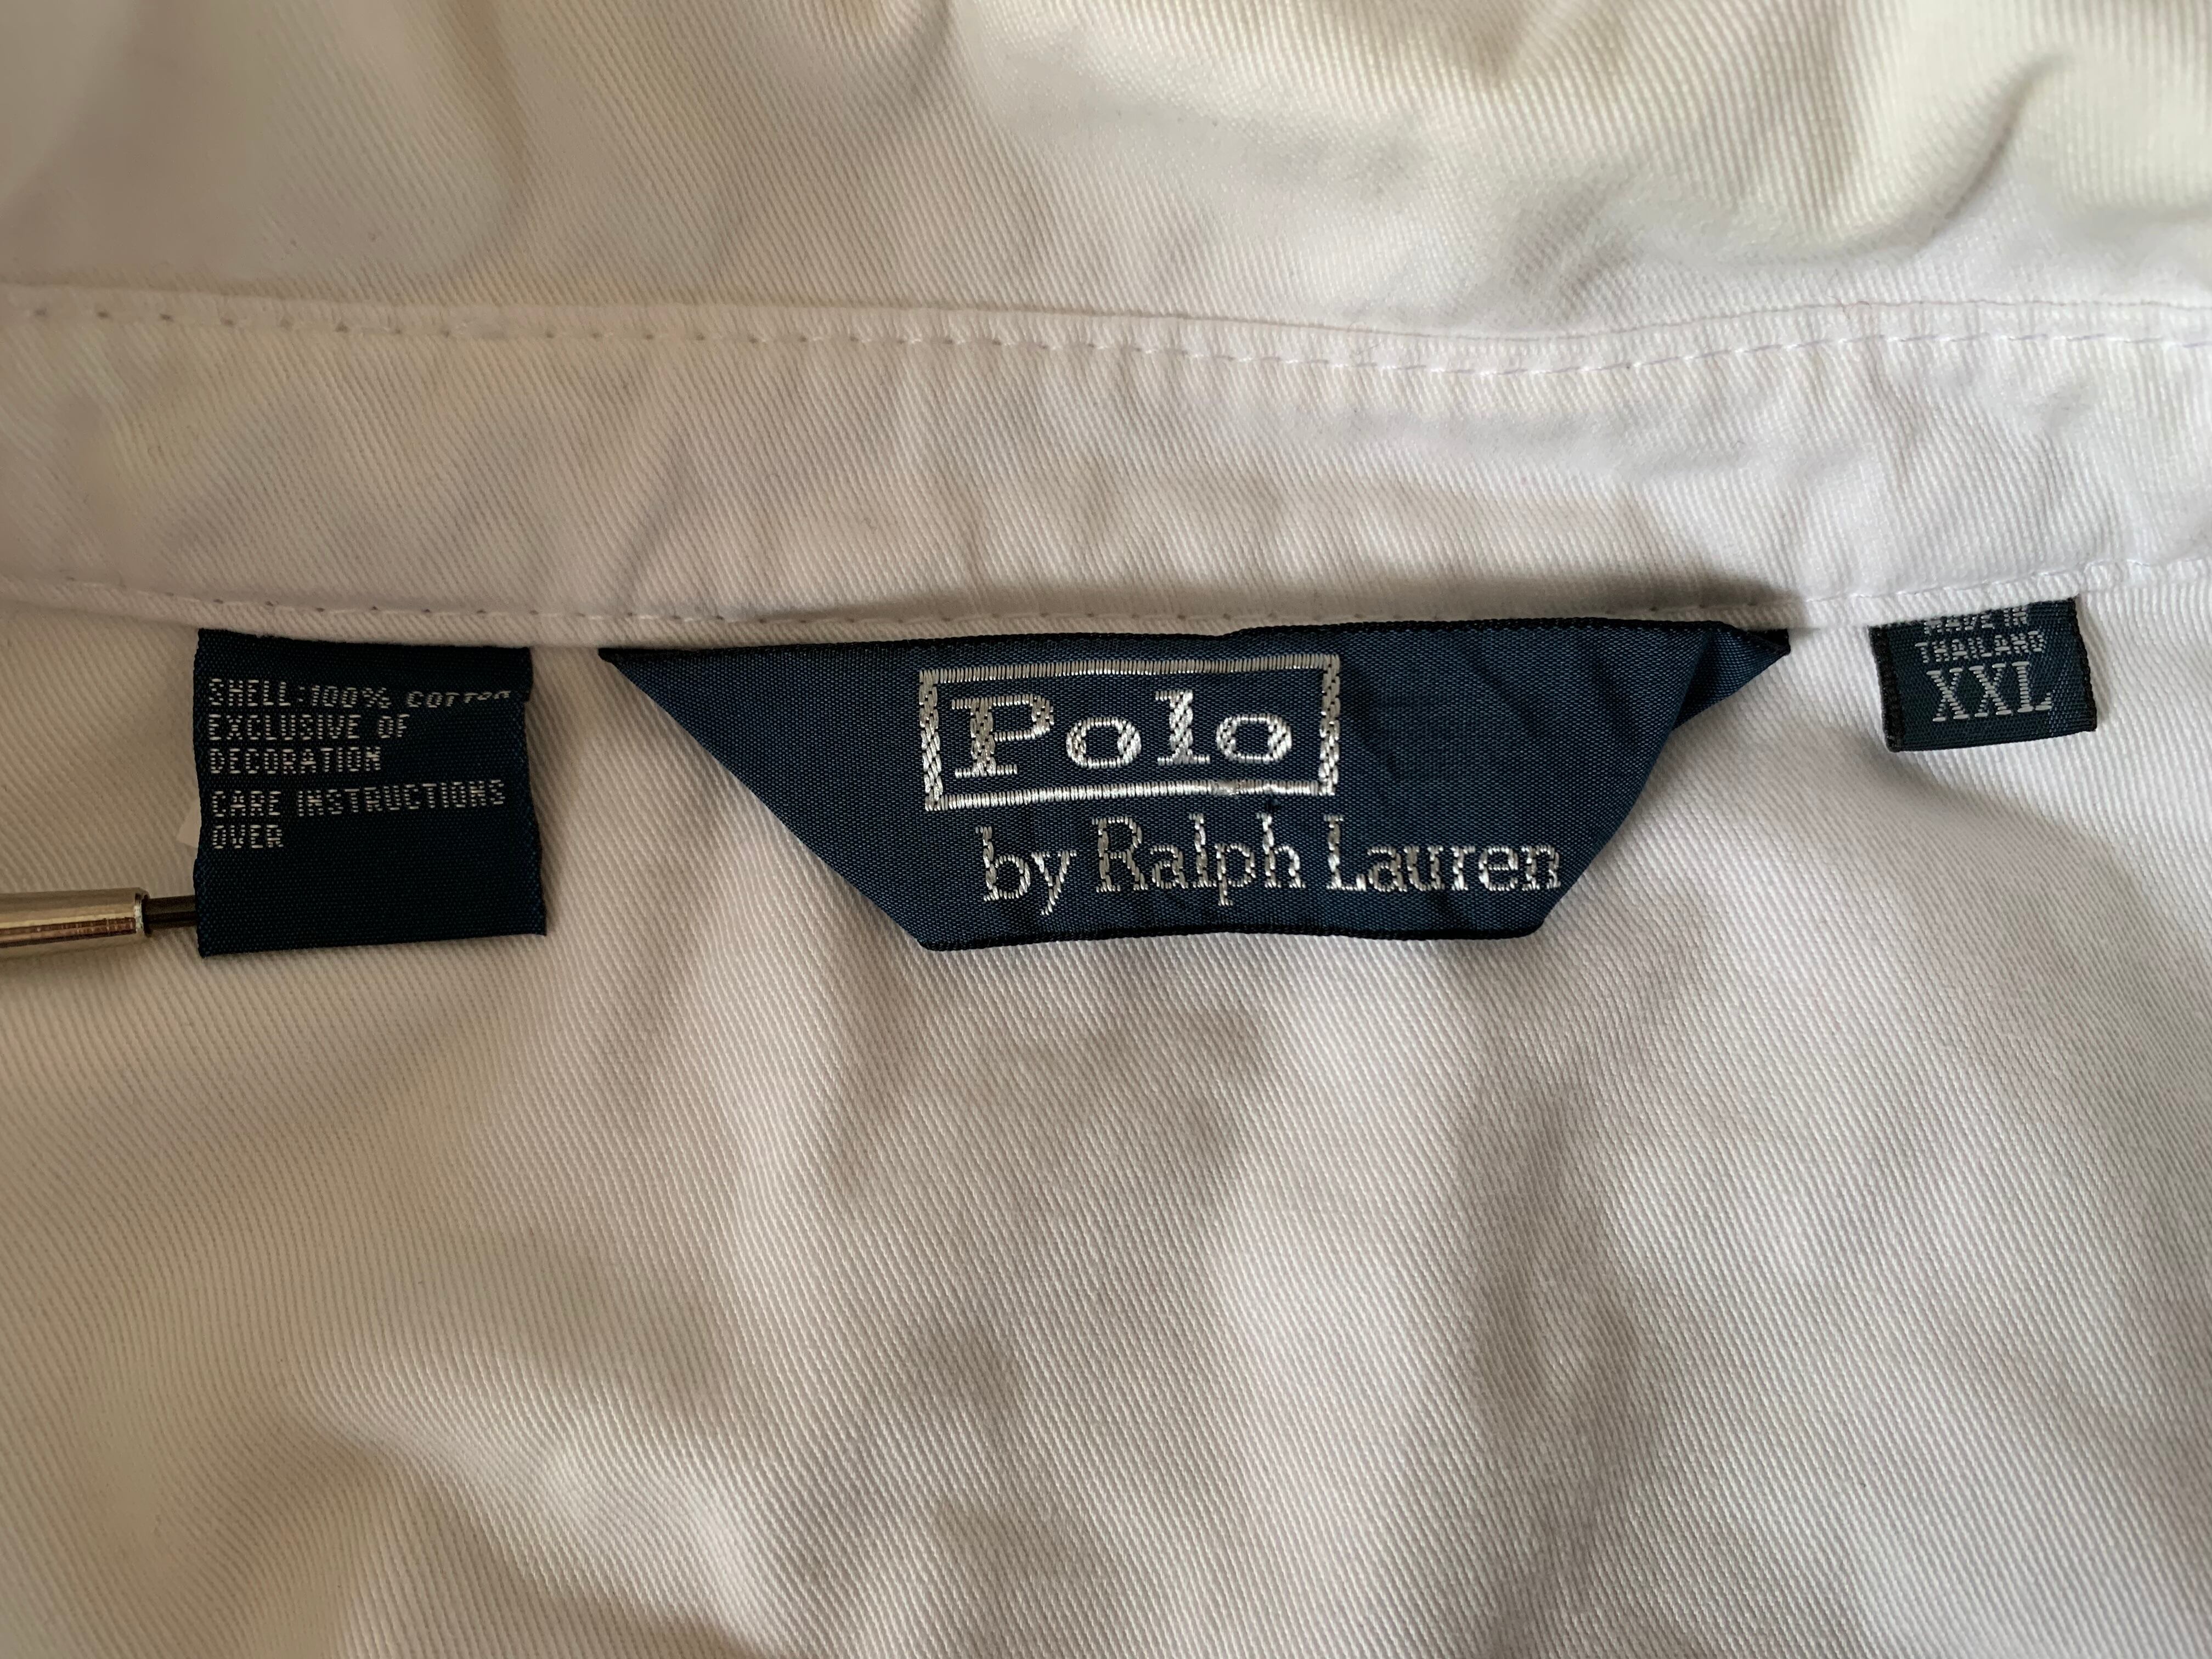 SHELL:100% COTTON
EXCLUSIVE OF
DECORATION
CARE INSTRUCTIONS
OVER
Polo
by Ralph Lauren
MADE IN
THAILAND
XXL